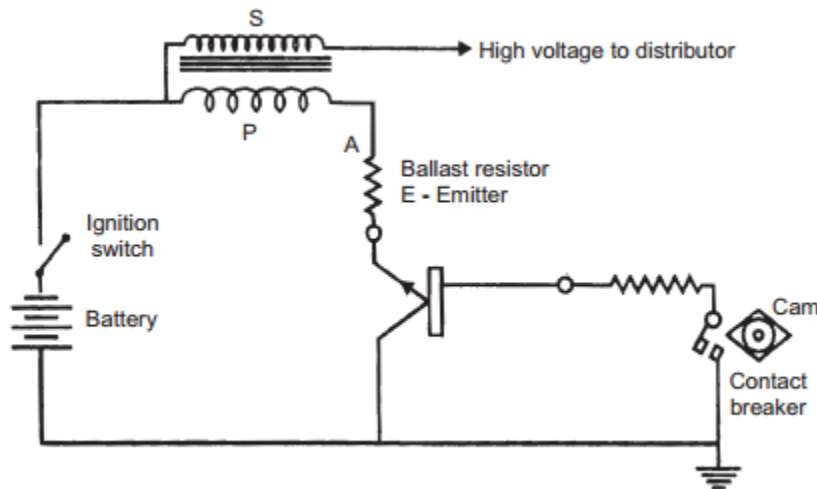 S
High voltage to distributor
P
A
Ballast resistor
E - Emitter
Ignition
switch
Battery
Cam
Contact
breaker